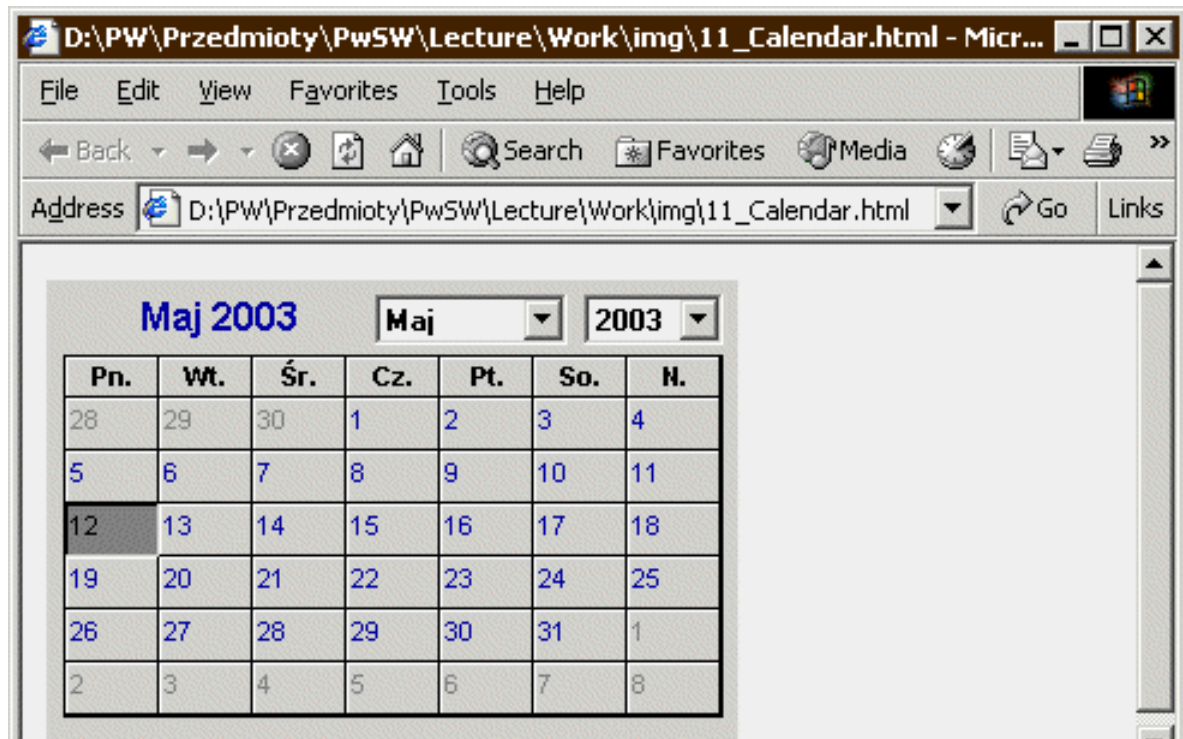 D:\PW\Przedmioty\PwSW\Lecture\Work\img\11_Calendar.html - Micr...
File Edit View Favorites Tools Help
Back Search Favorites Media »
Address D:\PW\Przedmioty\PwSW\Lecture\Work\img\11_Calendar.html Go Links
Maj 2003 Maj 2003
Pn. Wt. Śr. Cz. Pt. So. N.
28 29 30 1 2 3 4
5 6 7 8 9 10 11
12 13 14 15 16 17 18
19 20 21 22 23 24 25
26 27 28 29 30 31 1
2 3 4 5 6 7 8